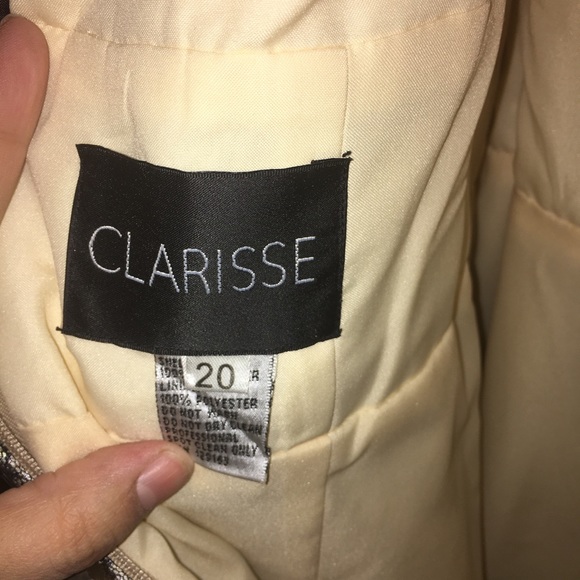 CLARISSE
20
100% POLYESTER
DO NOT WASH
DO NOT DRY CLEAN
PROFESSIONAL
SPOT CLEAN ONLY